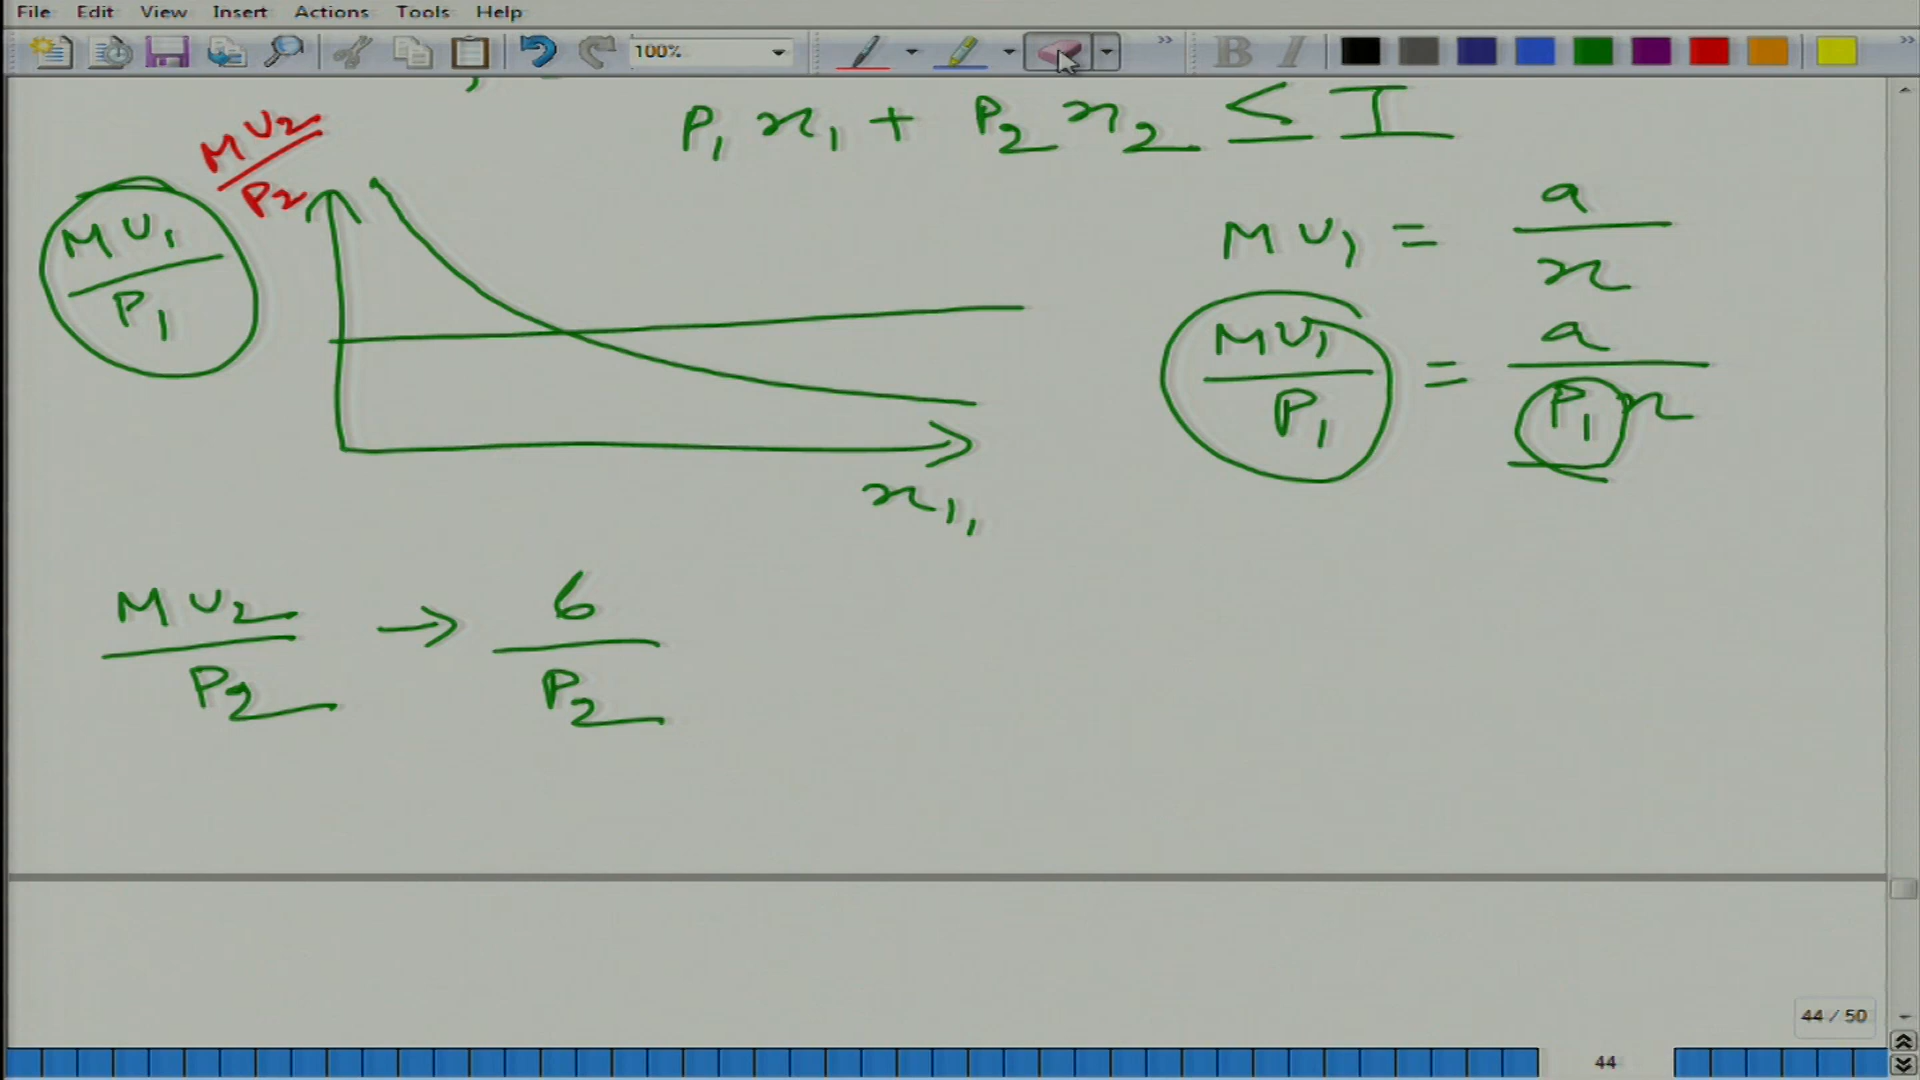 File Edit View Insert Actions Tools Help
100%
B I
P₁ x₁ + P₂ x₂ ≤ I
MU₂
P₂
MU₁
P₁
MU₁ = a
x
MU₁ = a
P₁ P₁x
x₁,
MU₂ → b
P₂ P₂
44 / 50
44